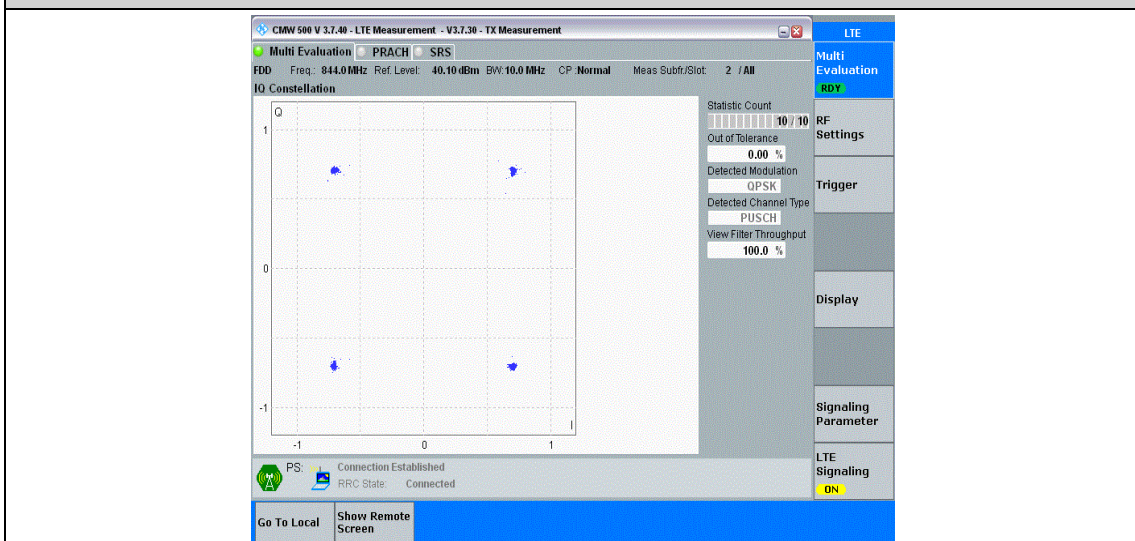 CMW 500 V 3.7.40 - LTE Measurement - V3.7.30 - TX Measurement
LTE
Multi Evaluation PRACH SRS
FDD Freq.: 844.0 MHz Ref. Level: 40.10 dBm BW: 10.0 MHz CP :Normal Meas Subfr./Slot: 2 / All
IQ Constellation
Q
1
0
-1
-1 0 1
I
Statistic Count
10 / 10
Out of Tolerance
0.00 %
Detected Modulation
QPSK
Detected Channel Type
PUSCH
View Filter Throughput
100.0 %
Multi
Evaluation
RDY
RF
Settings
Trigger
Display
Signaling
Parameter
LTE
Signaling
ON
PS: Connection Established
RRC State: Connected
Go To Local
Show Remote
Screen